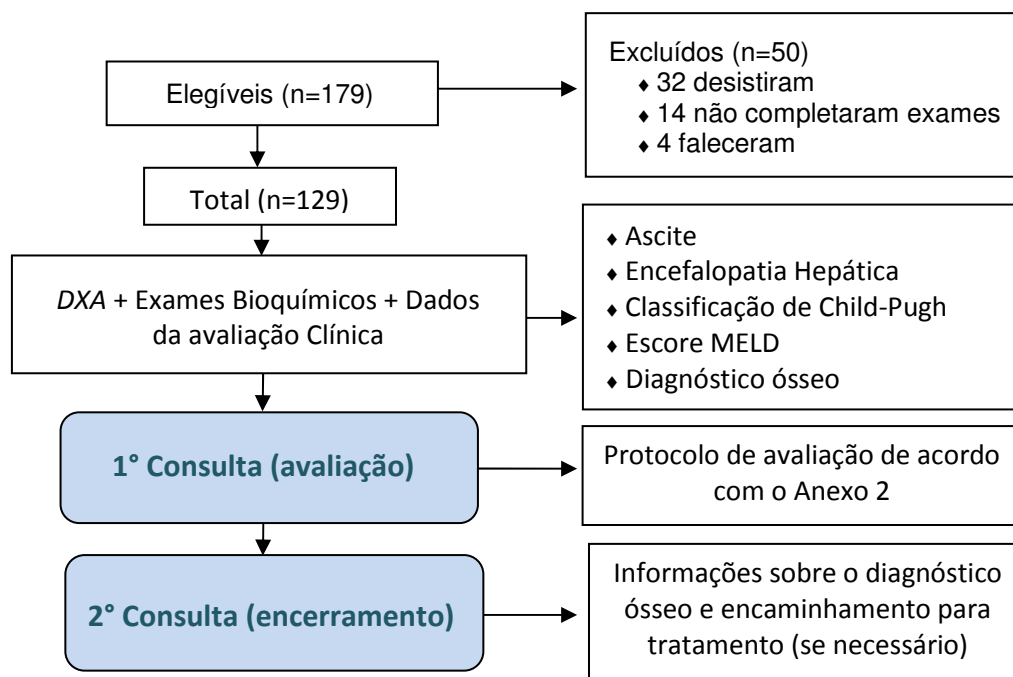 Elegíveis (n=179)
Excluídos (n=50)
♦ 32 desistiram
♦ 14 não completaram exames
♦ 4 faleceram
Total (n=129)
DXA + Exames Bioquímicos + Dados
da avaliação Clínica
♦ Ascite
♦ Encefalopatia Hepática
♦ Classificação de Child-Pugh
♦ Escore MELD
♦ Diagnóstico ósseo
1° Consulta (avaliação)
Protocolo de avaliação de acordo
com o Anexo 2
2° Consulta (encerramento)
Informações sobre o diagnóstico
ósseo e encaminhamento para
tratamento (se necessário)